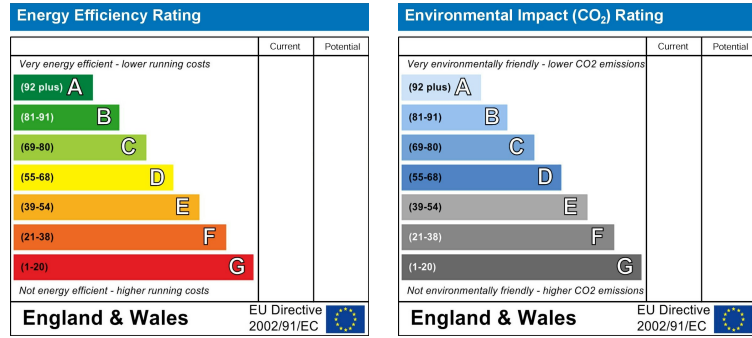 Energy Efficiency Rating
Current Potential
Very energy efficient - lower running costs
(92 plus) A
(81-91) B
(69-80) C
(55-68) D
(39-54) E
(21-38) F
(1-20) G
Not energy efficient - higher running costs
England & Wales
EU Directive
2002/91/EC
Environmental Impact (CO₂) Rating
Current Potential
Very environmentally friendly - lower CO2 emissions
(92 plus) A
(81-91) B
(69-80) C
(55-68) D
(39-54) E
(21-38) F
(1-20) G
Not environmentally friendly - higher CO2 emissions
England & Wales
EU Directive
2002/91/EC